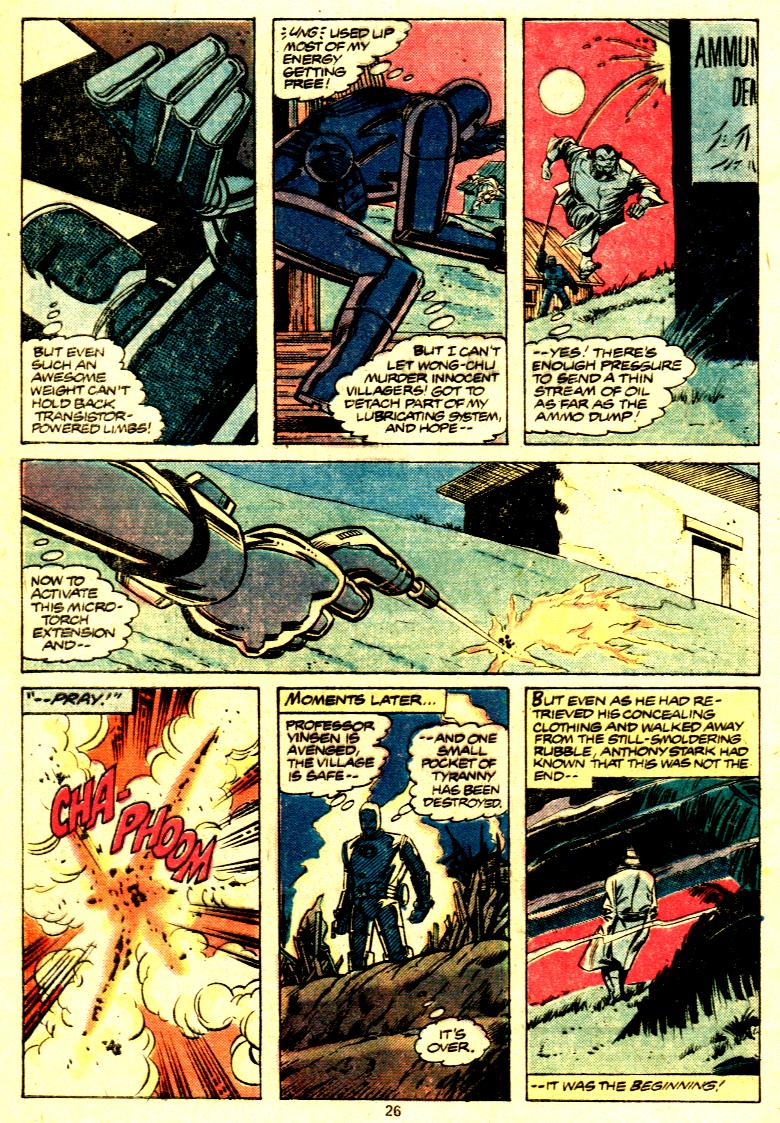 BUT EVEN
SUCH AN
AWESOME
WEIGHT CAN'T
HOLD BACK
TRANSISTOR-
POWERED LIMBS!
:UNG: USED UP
MOST OF MY
ENERGY
GETTING
FREE!
BUT I CAN'T
LET WONG-CHU
MURDER INNOCENT
VILLAGERS! GOT TO
DETACH PART OF MY
LUBRICATING SYSTEM,
AND HOPE--
AMMUN
DE
--YES! THERE'S
ENOUGH PRESSURE
TO SEND A THIN
STREAM OF OIL
AS FAR AS THE
AMMO DUMP!
NOW TO
ACTIVATE
THIS MICRO-
TORCH
EXTENSION
AND--
"--PRAY!"
CHA-
PHOOM
MOMENTS LATER...
PROFESSOR
YINSEN IS
AVENGED,
THE VILLAGE
IS SAFE--
--AND ONE
SMALL
POCKET OF
TYRANNY
HAS BEEN
DESTROYED.
IT'S
OVER.
BUT EVEN AS HE HAD RE-
TRIEVED HIS CONCEALING
CLOTHING AND WALKED AWAY
FROM THE STILL-SMOLDERING
RUBBLE, ANTHONY STARK HAD
KNOWN THAT THIS WAS NOT THE
END--
--IT WAS THE BEGINNING!
26